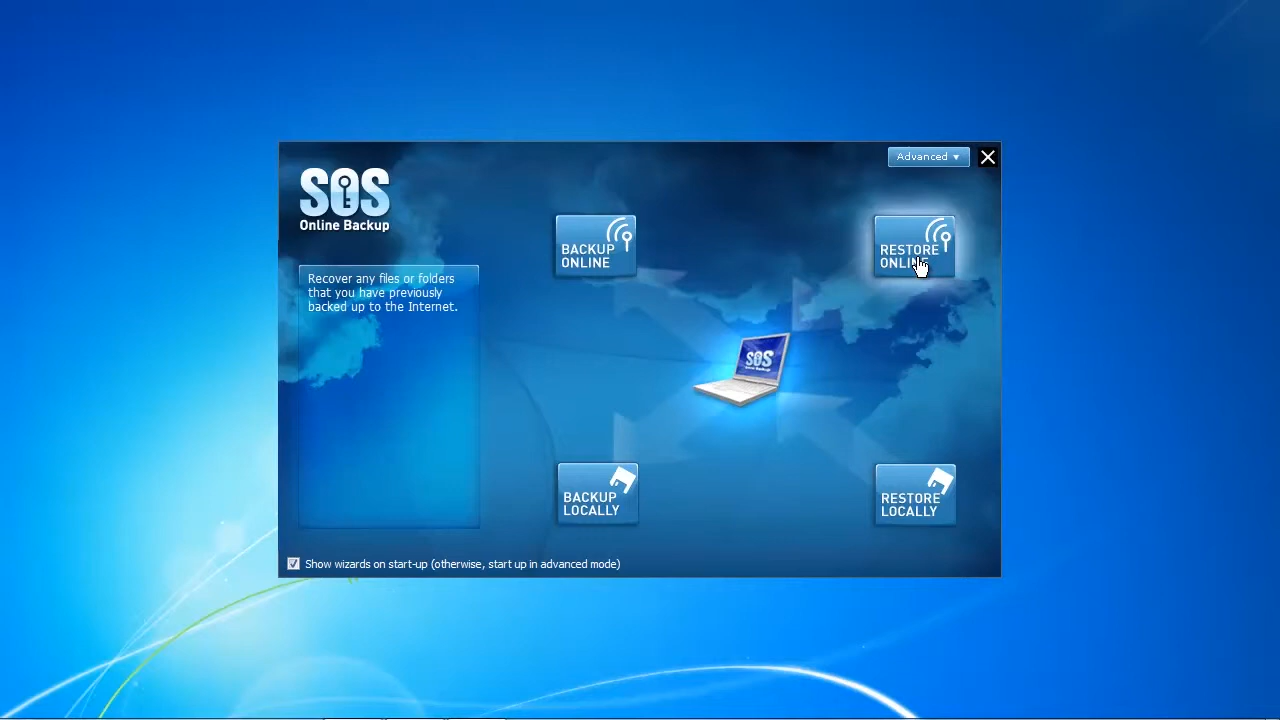 Advanced
SOS
Online Backup
BACKUP
ONLINE
RESTORE
ONLINE
Recover any files or folders
that you have previously
backed up to the Internet.
SOS
Online Backup
BACKUP
LOCALLY
RESTORE
LOCALLY
Show wizards on start-up (otherwise, start up in advanced mode)